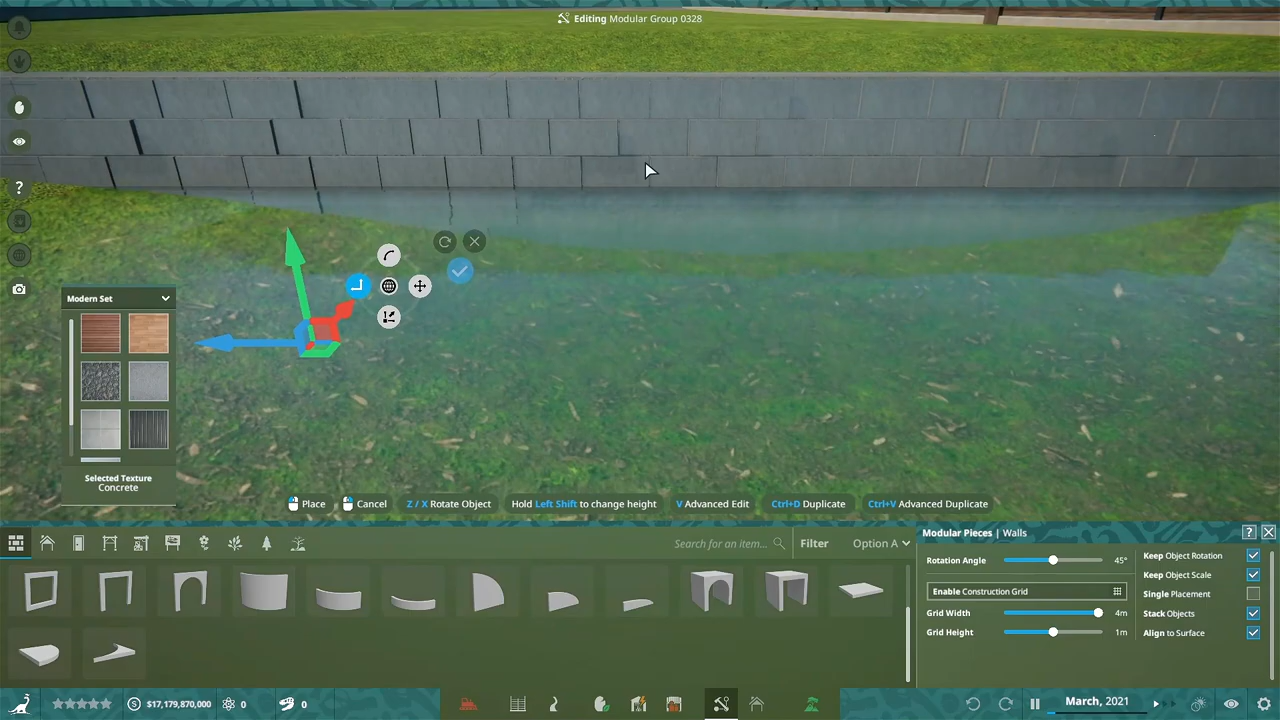 Editing Modular Group 0328
?
Modern Set
Selected Texture
Concrete
Place
Cancel
Z / X Rotate Object
Hold Left Shift to change height
V Advanced Edit
Ctrl+D Duplicate
Ctrl+V Advanced Duplicate
Search for an item...
Filter
Option A
Modular Pieces | Walls
?
Rotation Angle 45°
Keep Object Rotation
Keep Object Scale
Enable Construction Grid
Single Placement
Grid Width 4m
Stack Objects
Grid Height 1m
Align to Surface
$17,179,870,000
0
0
March, 2021